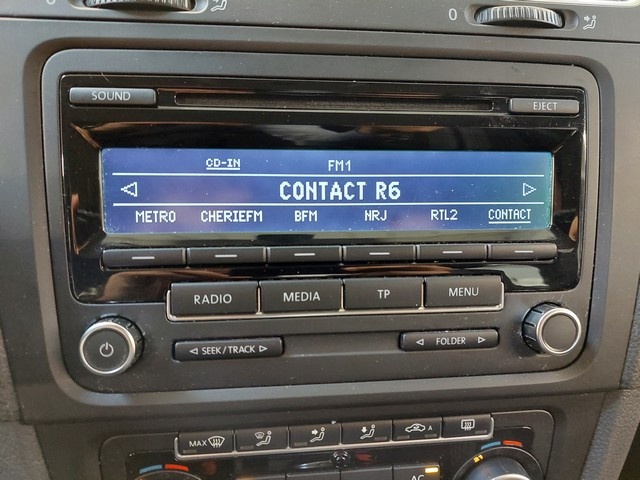 0
0
SOUND
EJECT
CD-IN FM1
CONTACT R6
METRO CHERIEFM BFM NRJ RTL2 CONTACT
RADIO MEDIA TP MENU
SEEK/TRACK FOLDER
MAX A
AC